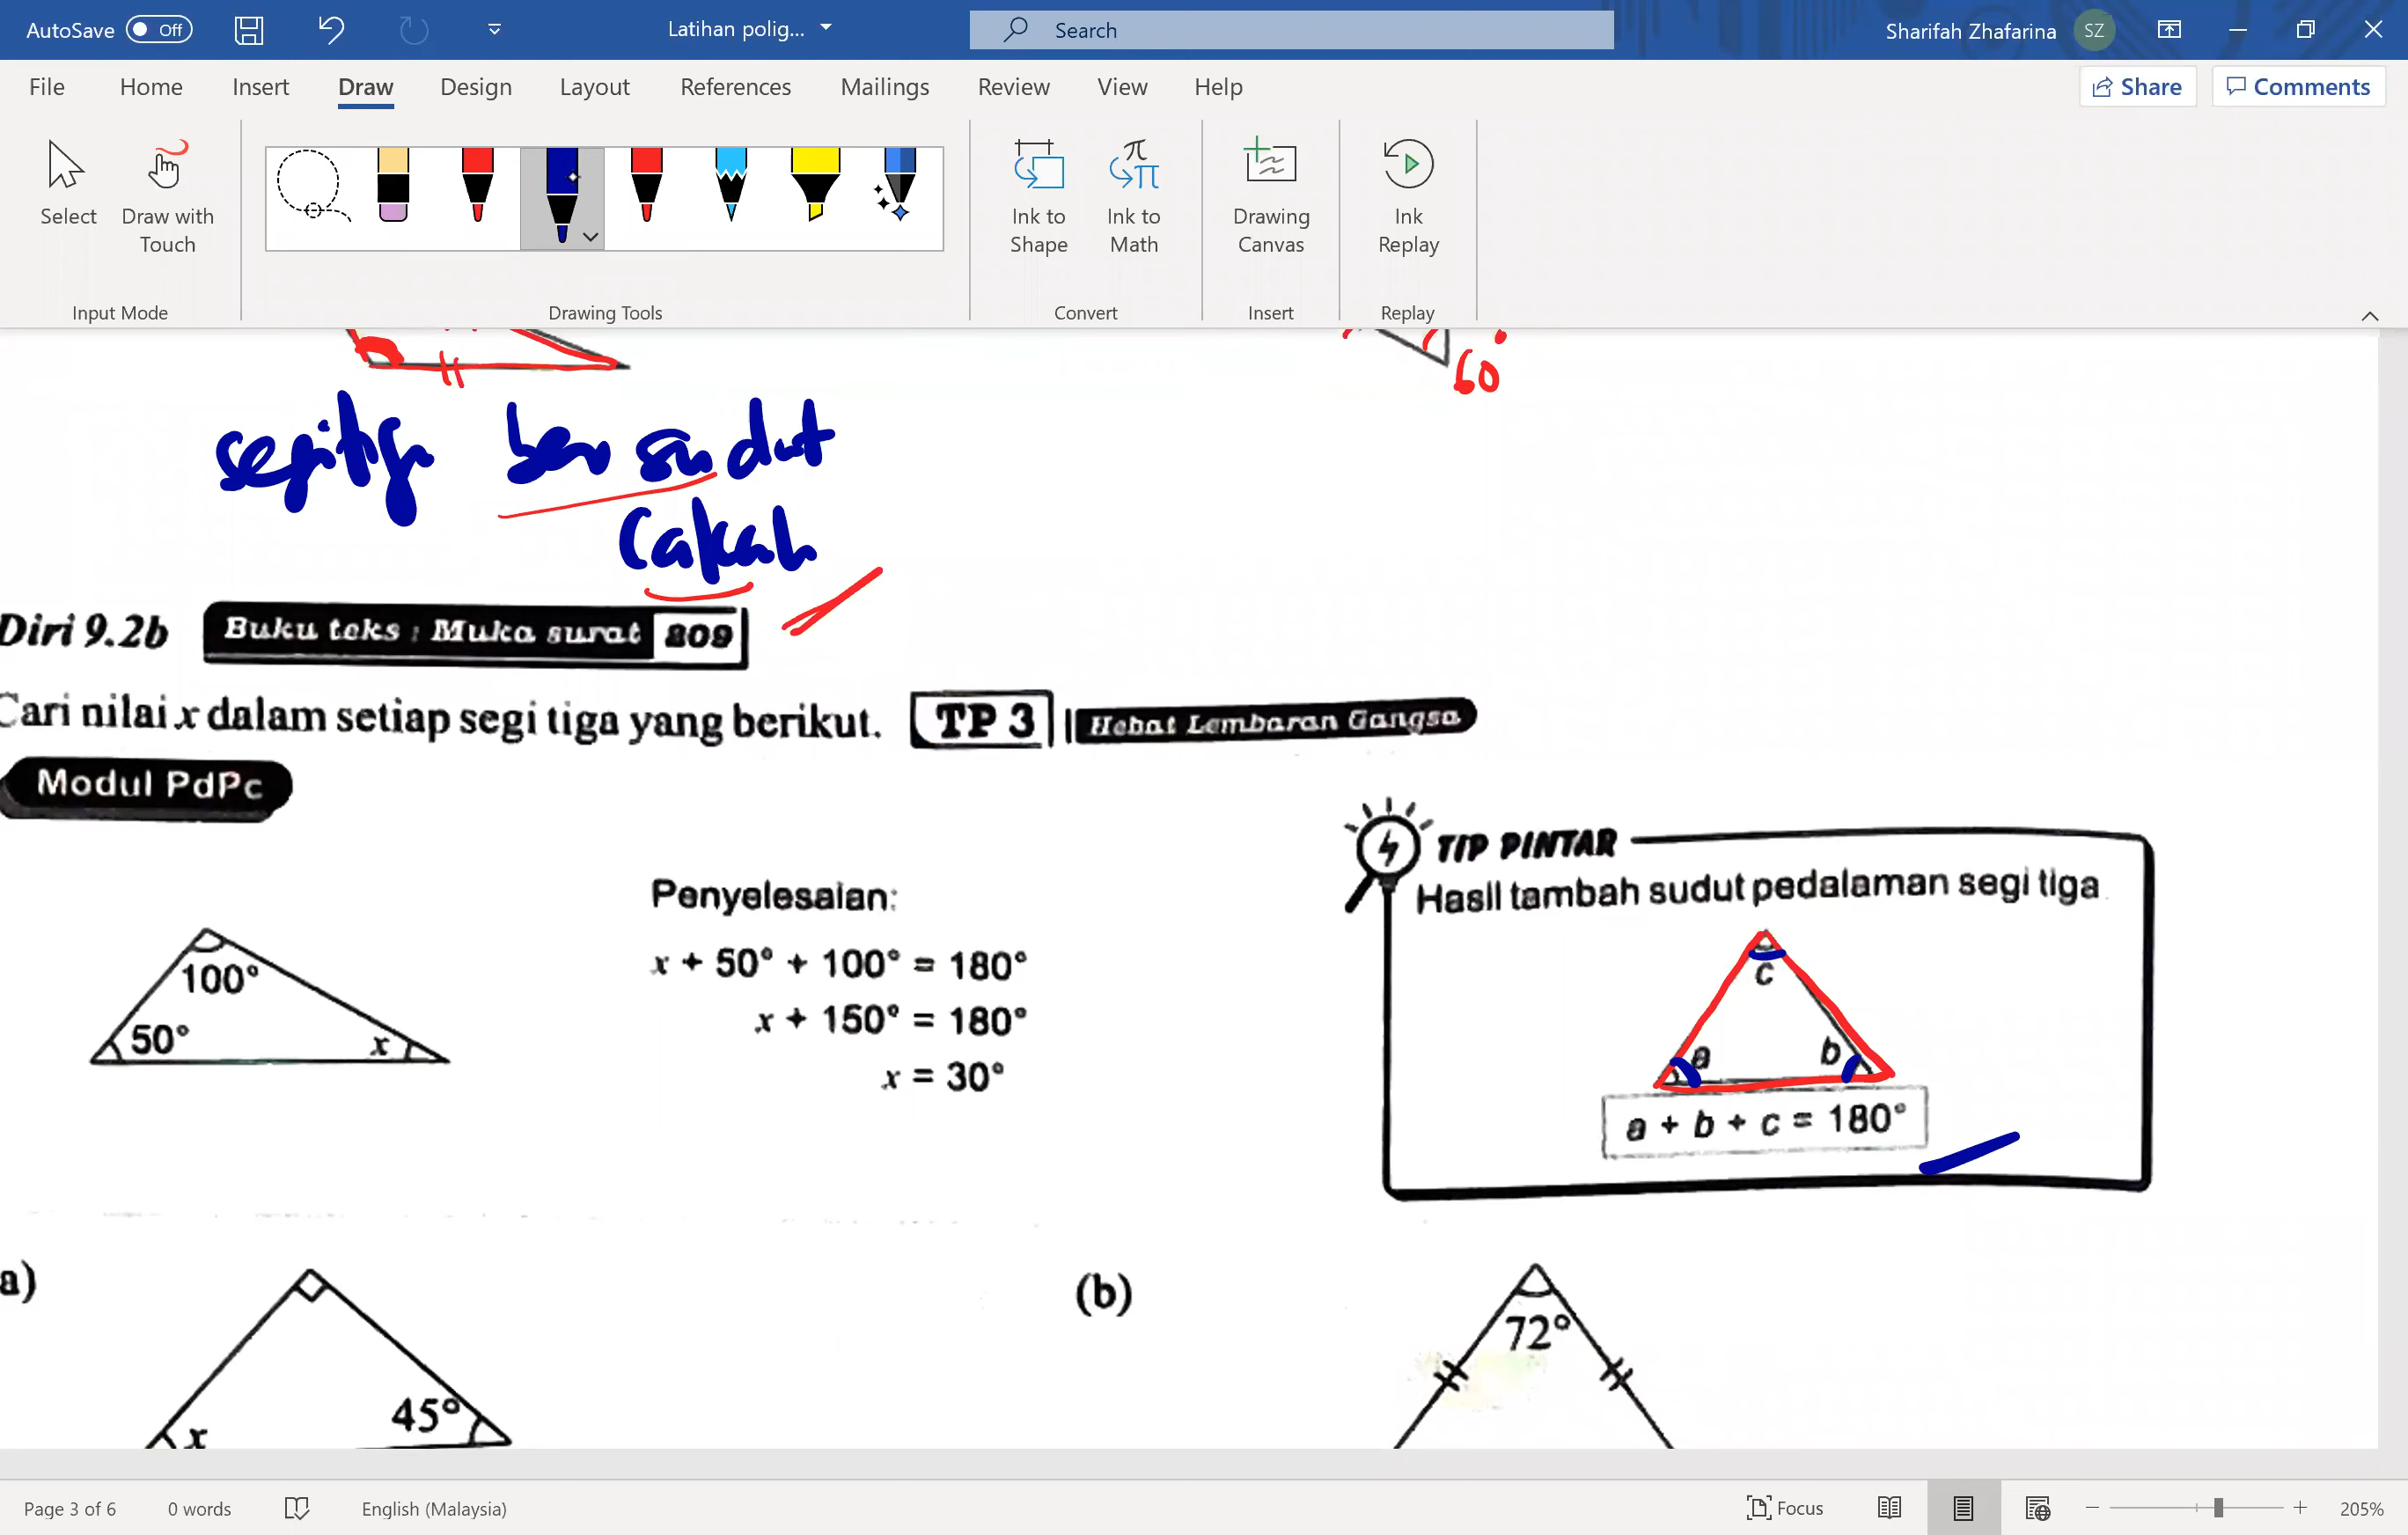 AutoSave Off Latihan polig... Search Sharifah Zhafarina SZ
File Home Insert Draw Design Layout References Mailings Review View Help Share Comments
Select Draw with Touch Ink to Shape Ink to Math Drawing Canvas Ink Replay
Input Mode Drawing Tools Convert Insert Replay
60°
segitiga bersudut
cakah
Diri 9.2b Buku teks : Muka surat 209
Cari nilai x dalam setiap segi tiga yang berikut. TP 3 Hebat Lembaran Gangsa
Modul PdPc
TIP PINTAR
Hasil tambah sudut pedalaman segi tiga
c
a b
a + b + c = 180°
100°
50° x
Penyelesaian:
x + 50° + 100° = 180°
x + 150° = 180°
x = 30°
a)
45°
x
(b)
72°
Page 3 of 6 0 words English (Malaysia) Focus 205%